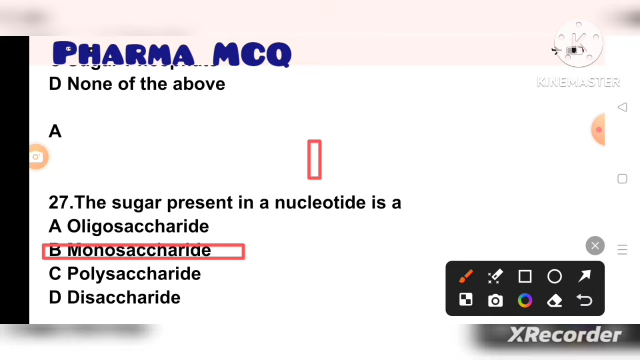 PHARMA MCQ
KINEMASTER
D None of the above
A
27.The sugar present in a nucleotide is a
A Oligosaccharide
B Monosaccharide
C Polysaccharide
D Disaccharide
XRecorder